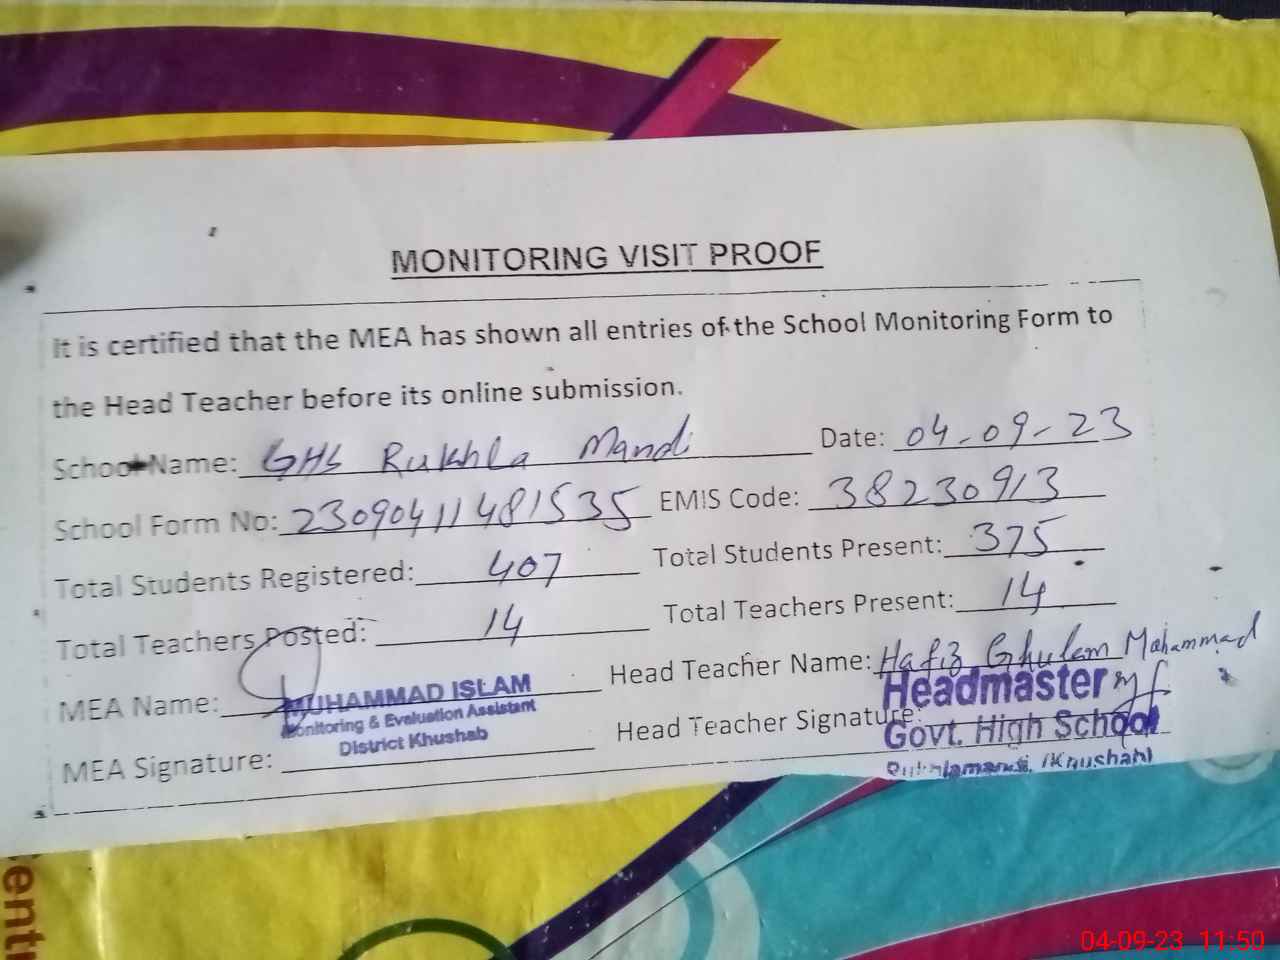 MONITORING VISIT PROOF
It is certified that the MEA has shown all entries of the School Monitoring Form to
the Head Teacher before its online submission.
School Name: GHS Rukhla Mandi Date: 04-09-23
School Form No: 23090411481535 EMIS Code: 38230913
Total Students Registered: 407 Total Students Present: 375
Total Teachers Posted: 14 Total Teachers Present: 14
MEA Name: MUHAMMAD ISLAM Head Teacher Name: Hafiz Ghulam Mohammad
Monitoring & Evaluation Assistant
District Khushab
MEA Signature: Head Teacher Signature:
Headmaster
Govt. High School
Rukhlamandi, (Khushab)
enti
04-09-23 11:50